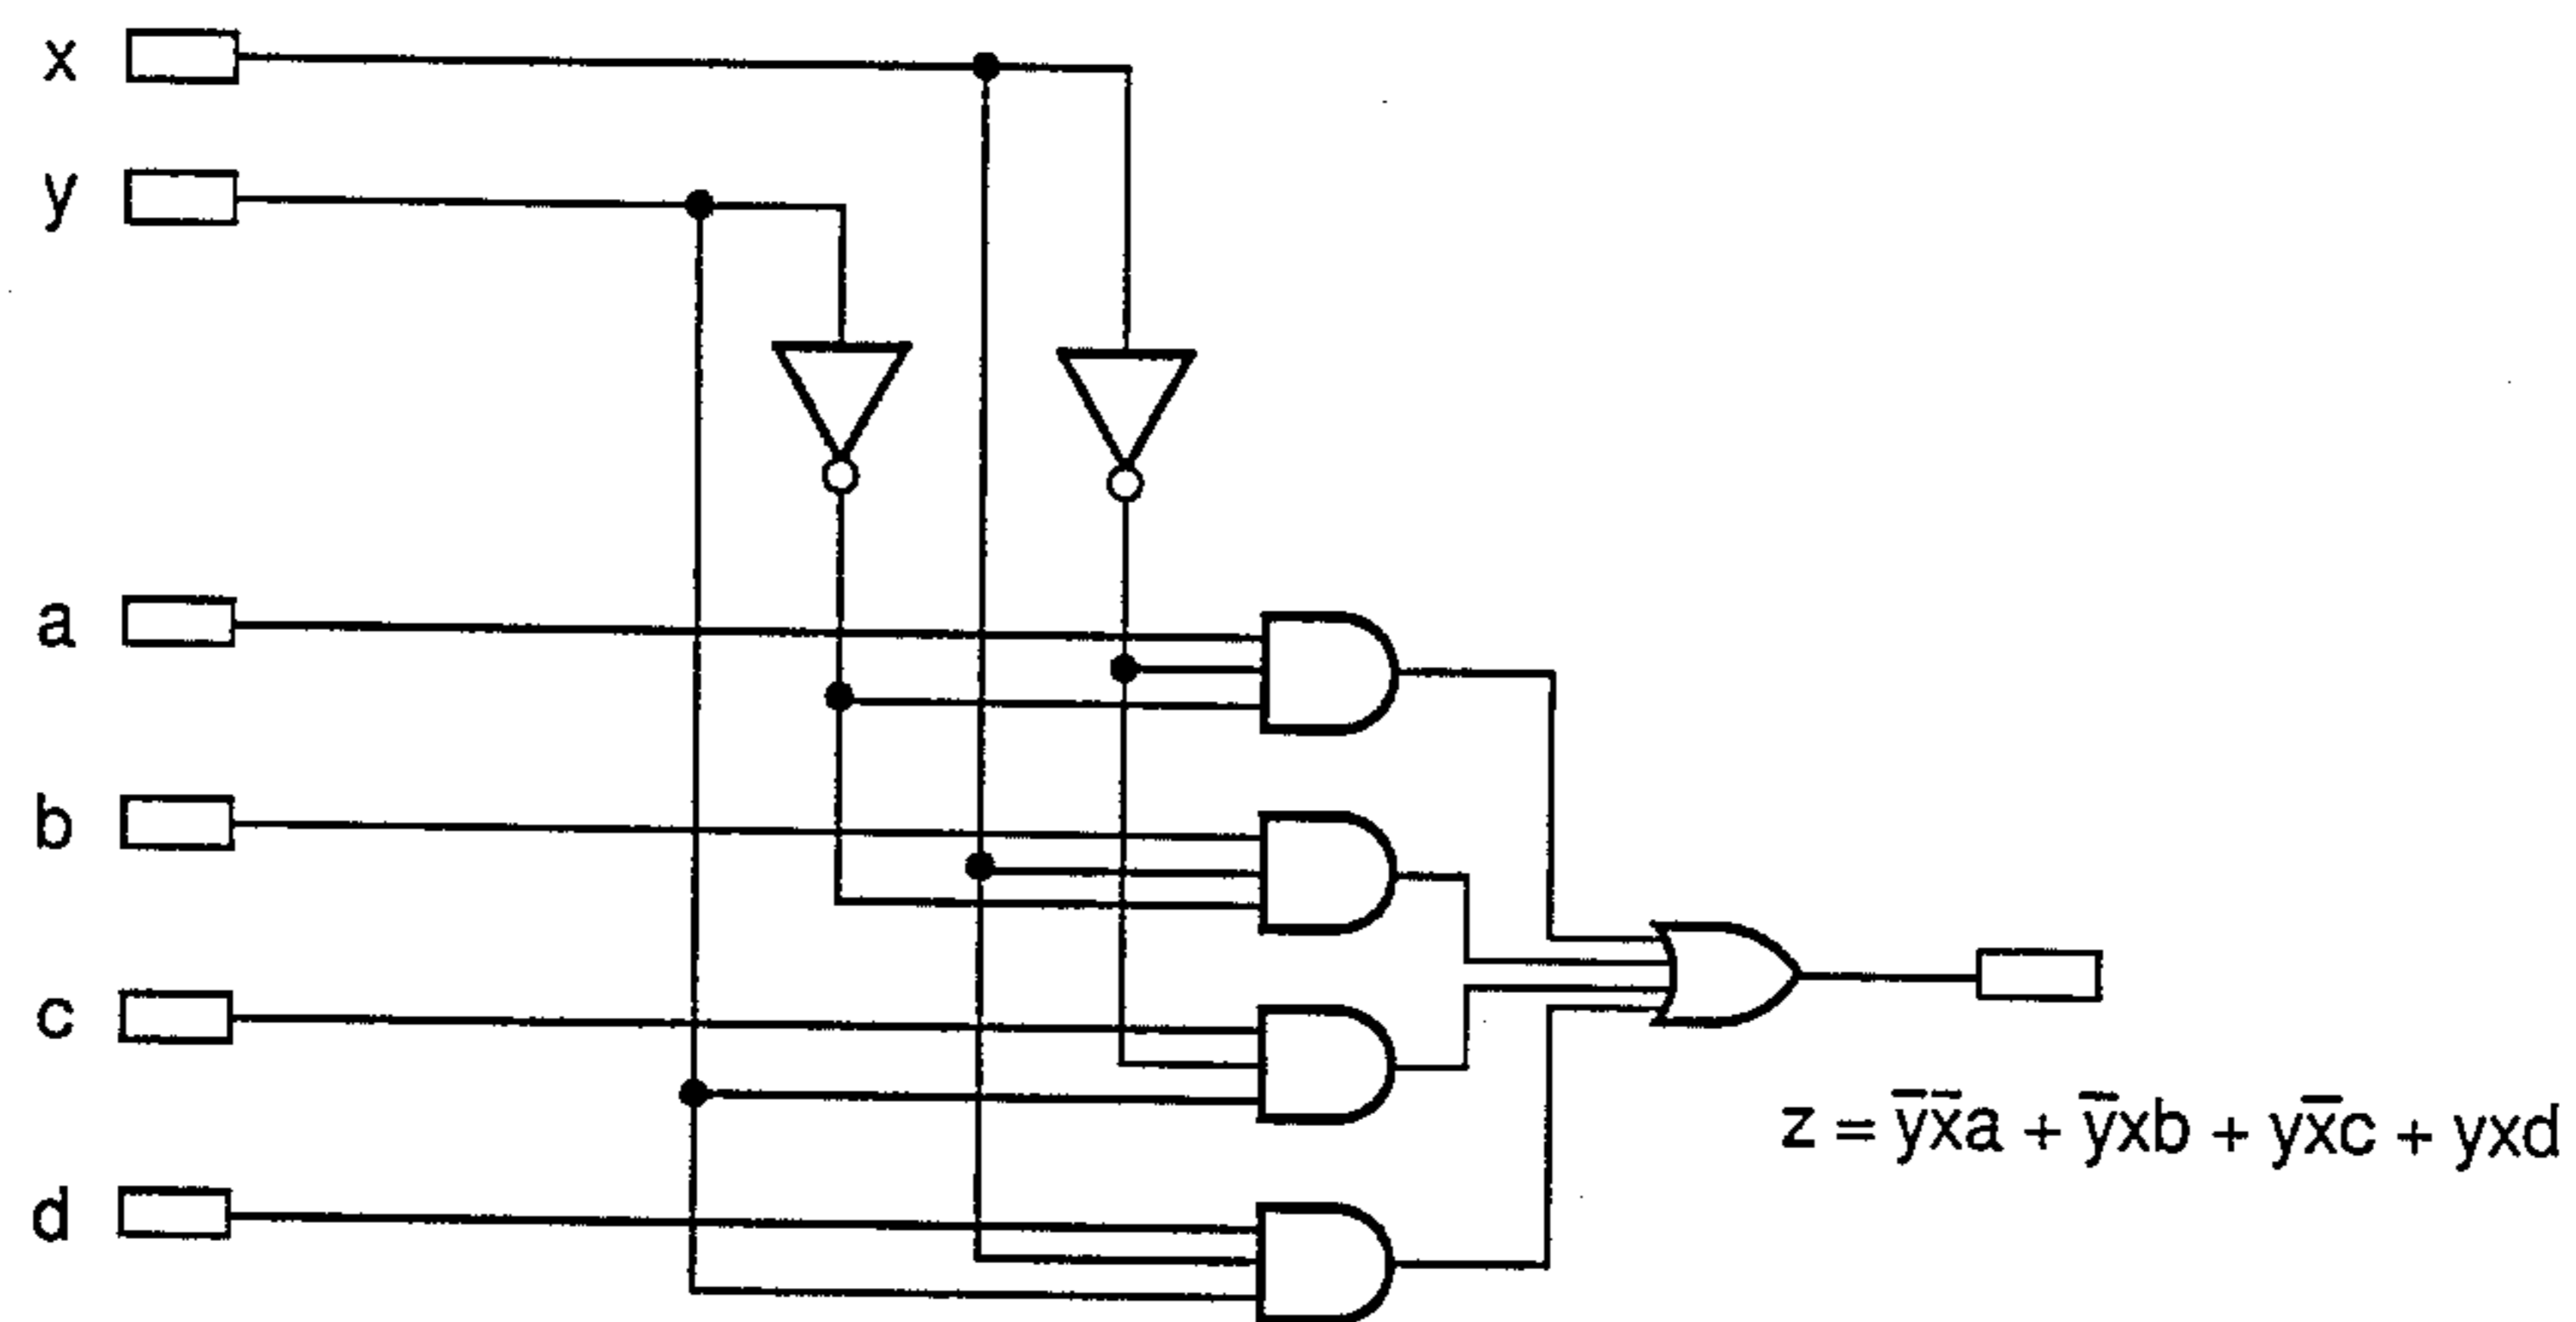 x
y
a
b
c
d
z = y̅x̅a + y̅xb + yx̅c + yxd